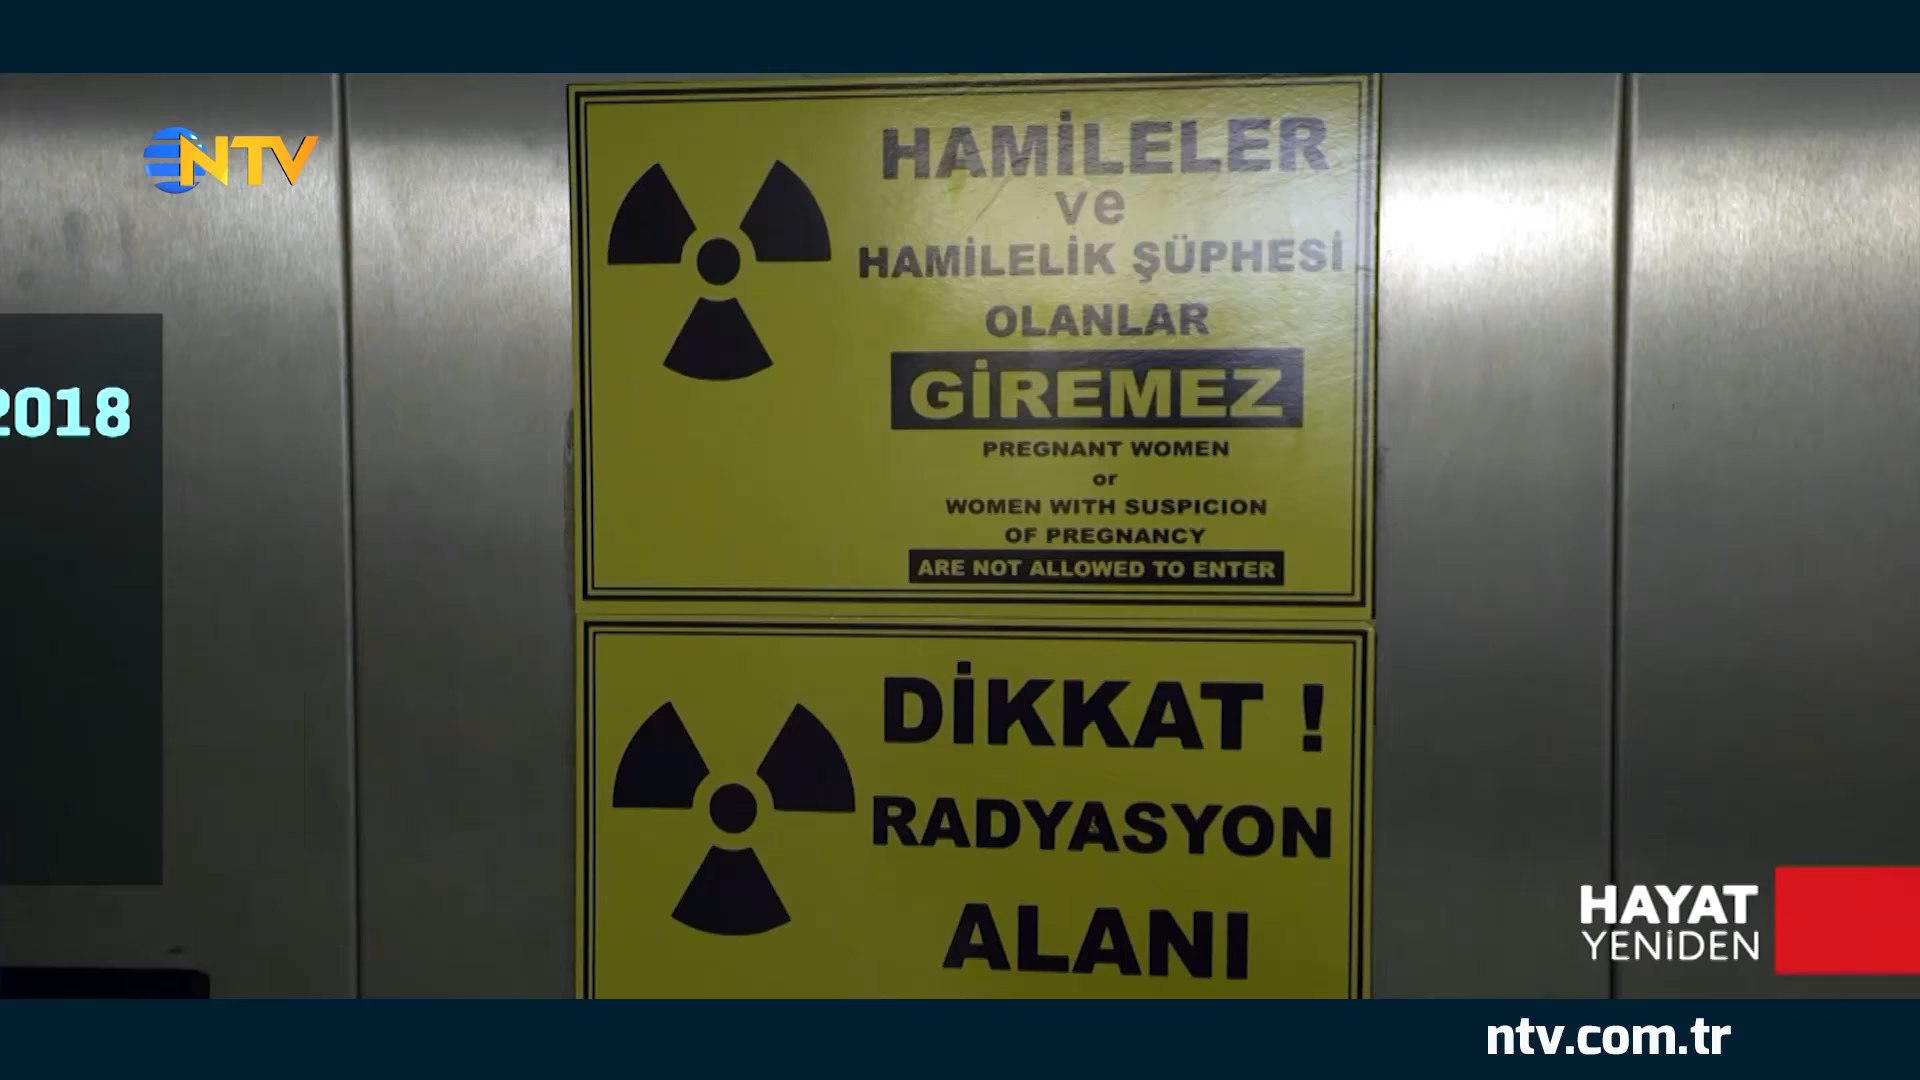 NTV
HAMİLELER
ve
HAMİLELİK ŞÜPHESİ
OLANLAR
GİREMEZ
PREGNANT WOMEN
or
WOMEN WITH SUSPICION
OF PREGNANCY
ARE NOT ALLOWED TO ENTER
2018
DİKKAT !
RADYASYON
ALANI
HAYAT
YENİDEN
ntv.com.tr